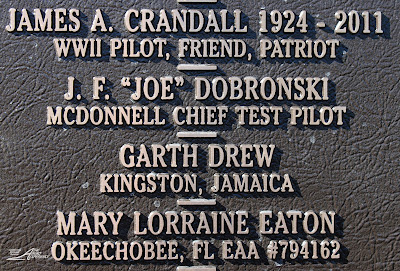 JAMES A. CRANDALL 1924 - 2011
WWII PILOT, FRIEND, PATRIOT
J. F. "JOE" DOBRONSKI
MCDONNELL CHIEF TEST PILOT
GARTH DREW
KINGSTON, JAMAICA
MARY LORRAINE EATON
OKEECHOBEE, FL EAA #794162